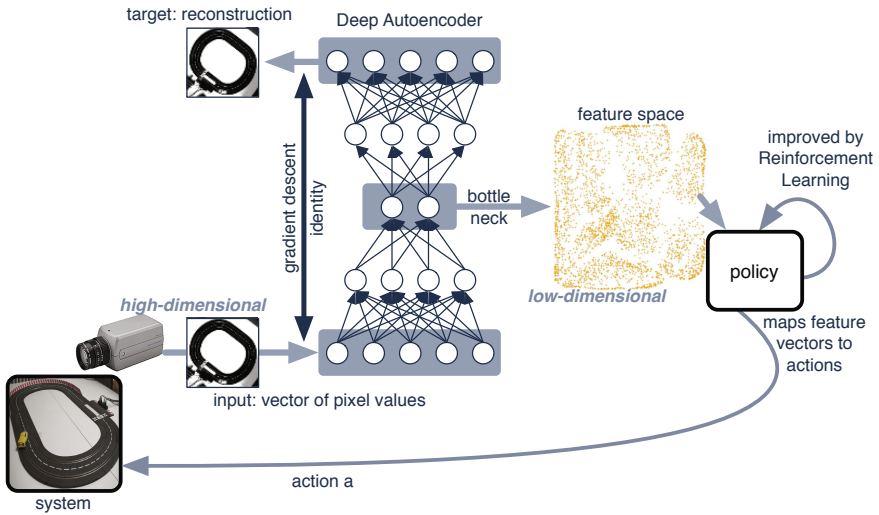 target: reconstruction
Deep Autoencoder
feature space
improved by
Reinforcement
Learning
gradient descent
identity
bottle
neck
policy
high-dimensional
low-dimensional
maps feature
vectors to
actions
input: vector of pixel values
action a
system